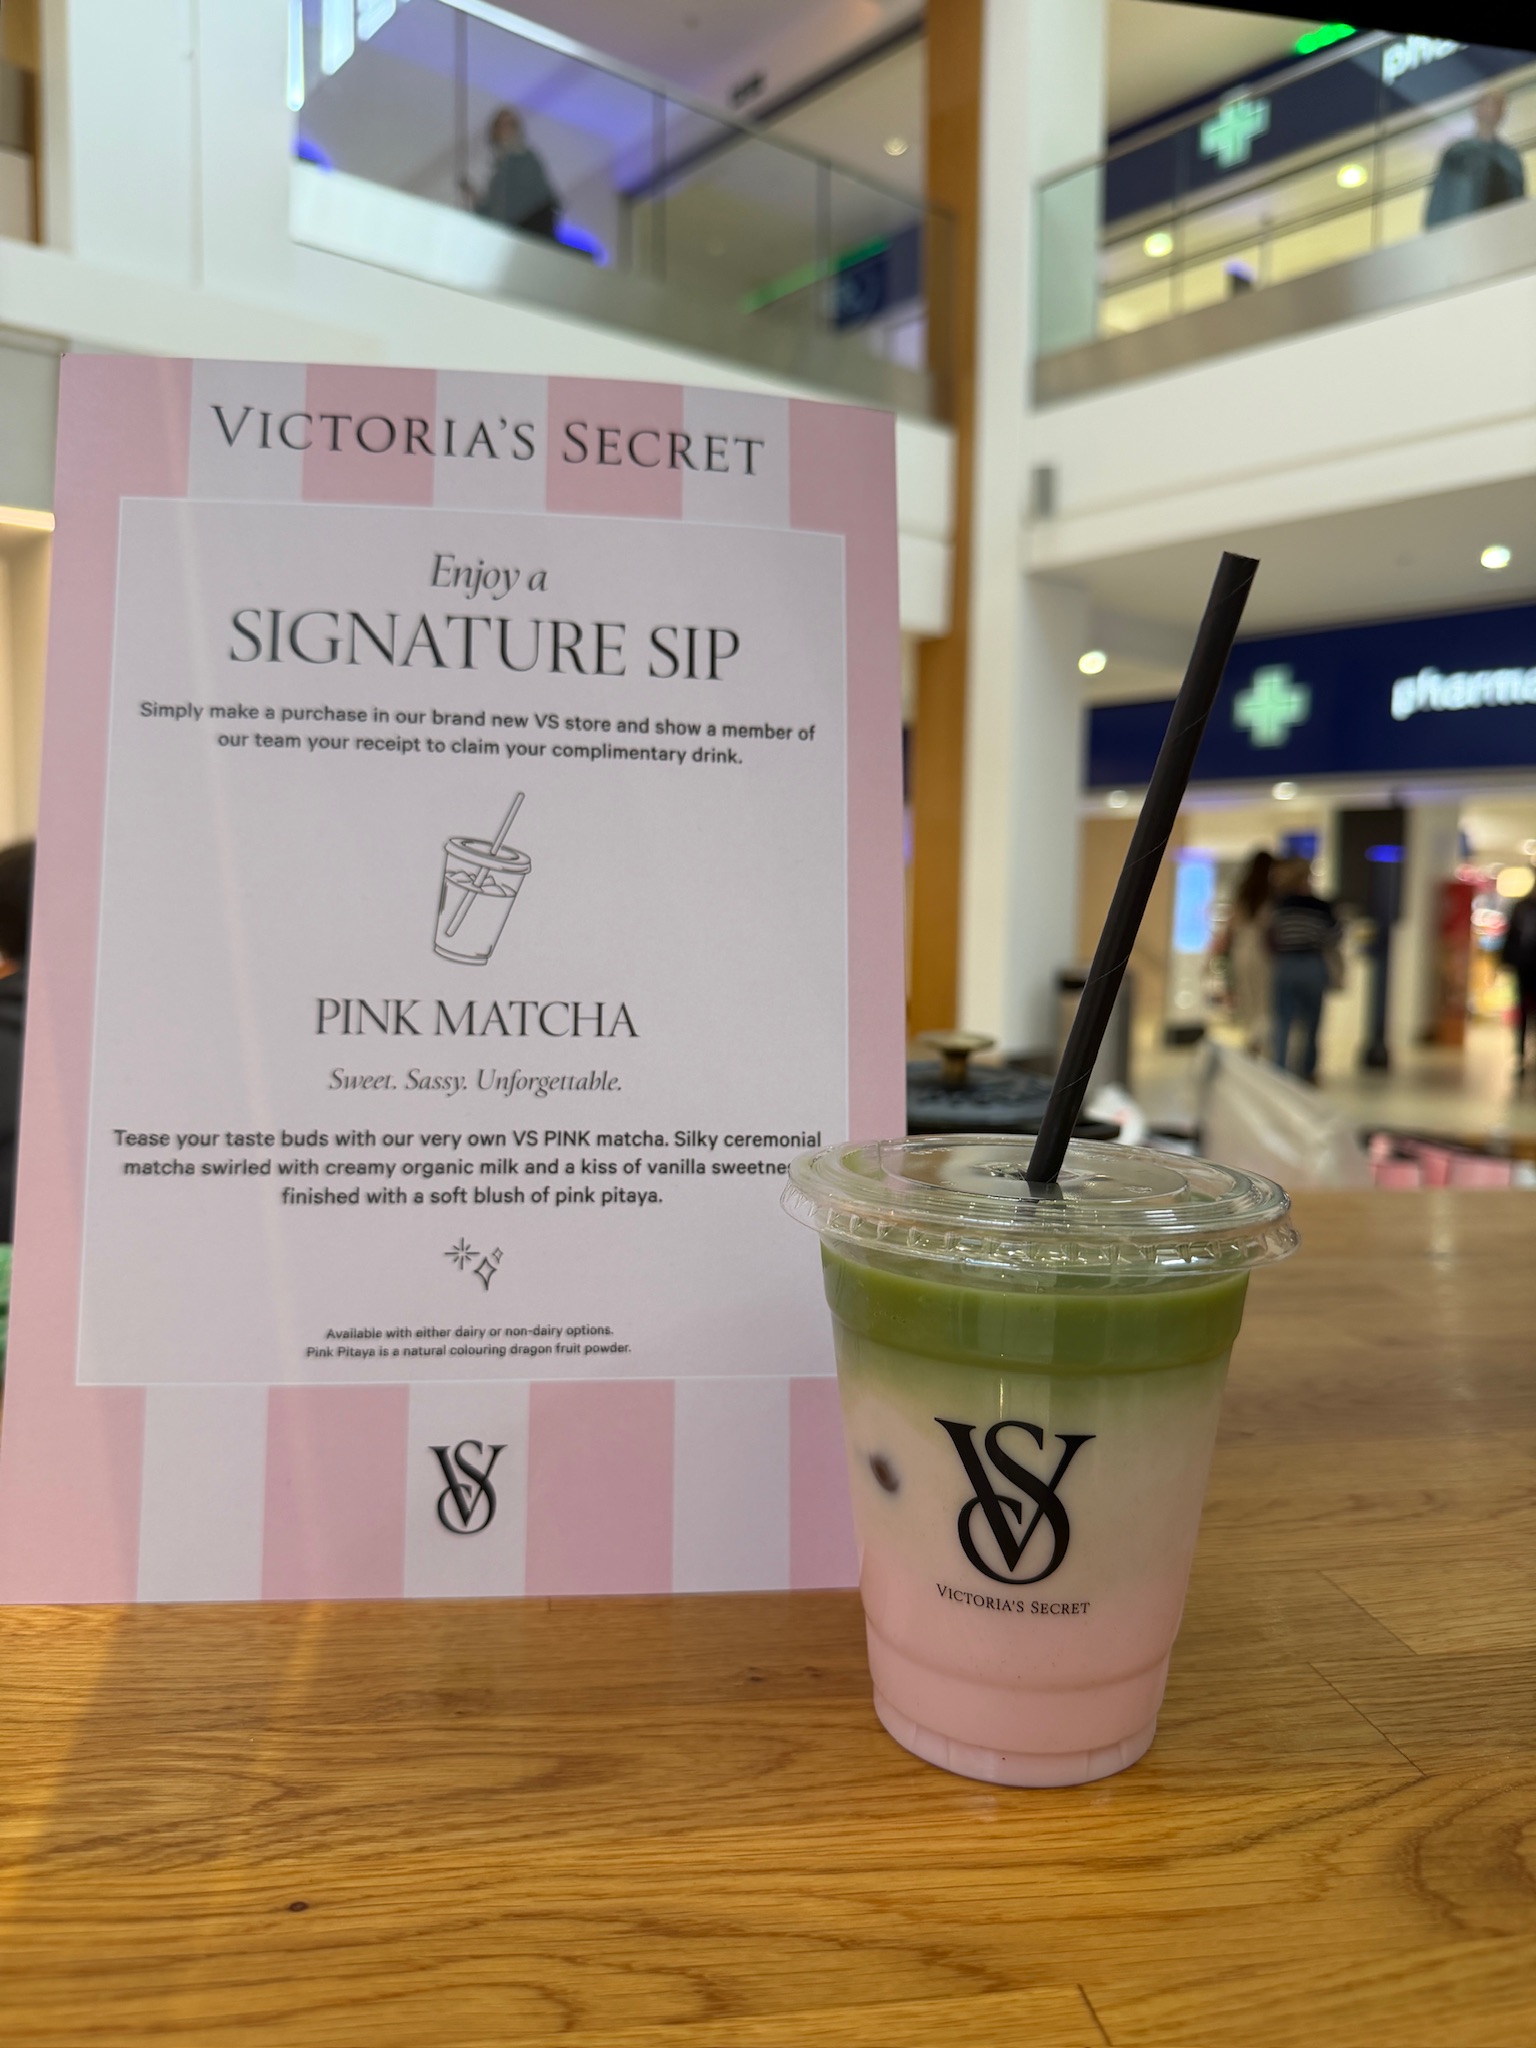 VICTORIA'S SECRET
Enjoy a
SIGNATURE SIP
Simply make a purchase in our brand new VS store and show a member of
our team your receipt to claim your complimentary drink.
PINK MATCHA
Sweet. Sassy. Unforgettable.
Tease your taste buds with our very own VS PINK matcha. Silky ceremonial
matcha swirled with creamy organic milk and a kiss of vanilla
finished with a soft blush of pink pitaya.
Available with either dairy or non-dairy options.
Pink Pitaya is a natural colouring dragon fruit powder.
VS
VS
VICTORIA'S SECRET